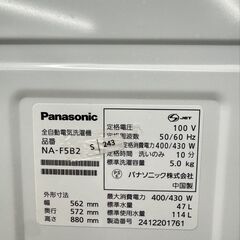 Panasonic
JET
全自動電気洗濯機
品番
NA-F5B2
S 243
定格電圧 100 V
定格周波数 50/60 Hz
定格消費電力 400/430 W
定格時間 洗いのみ 10 分
標準洗濯容量 5.0 kg
パナソニック株式会社
中国製
外形寸法
幅 562 mm
奥行 572 mm
高さ 880 mm
最大消費電力 400/430 W
標準水量 47 L
標準使用水量 114 L
製造番号 2412201761